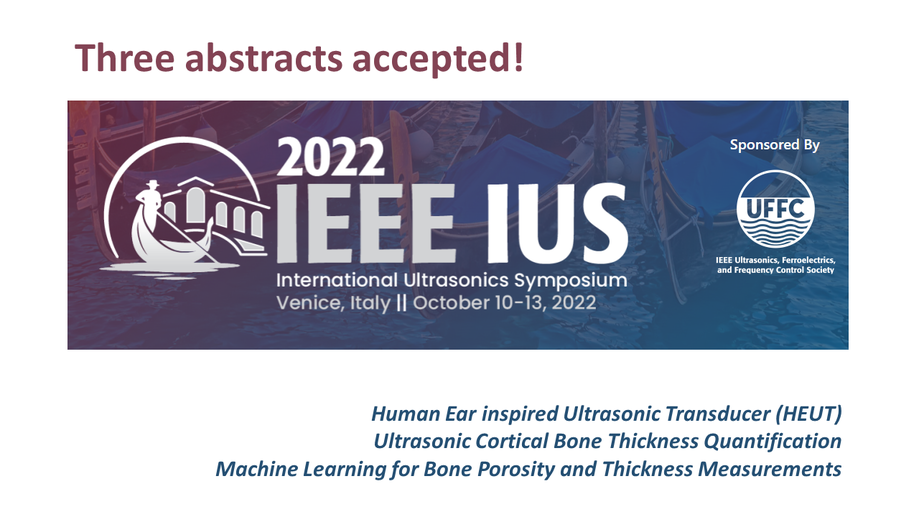 Three abstracts accepted!
2022
IEEE IUS
International Ultrasonics Symposium
Venice, Italy || October 10-13, 2022
Sponsored By
UFFC
IEEE Ultrasonics, Ferroelectrics,
and Frequency Control Society
Human Ear inspired Ultrasonic Transducer (HEUT)
Ultrasonic Cortical Bone Thickness Quantification
Machine Learning for Bone Porosity and Thickness Measurements